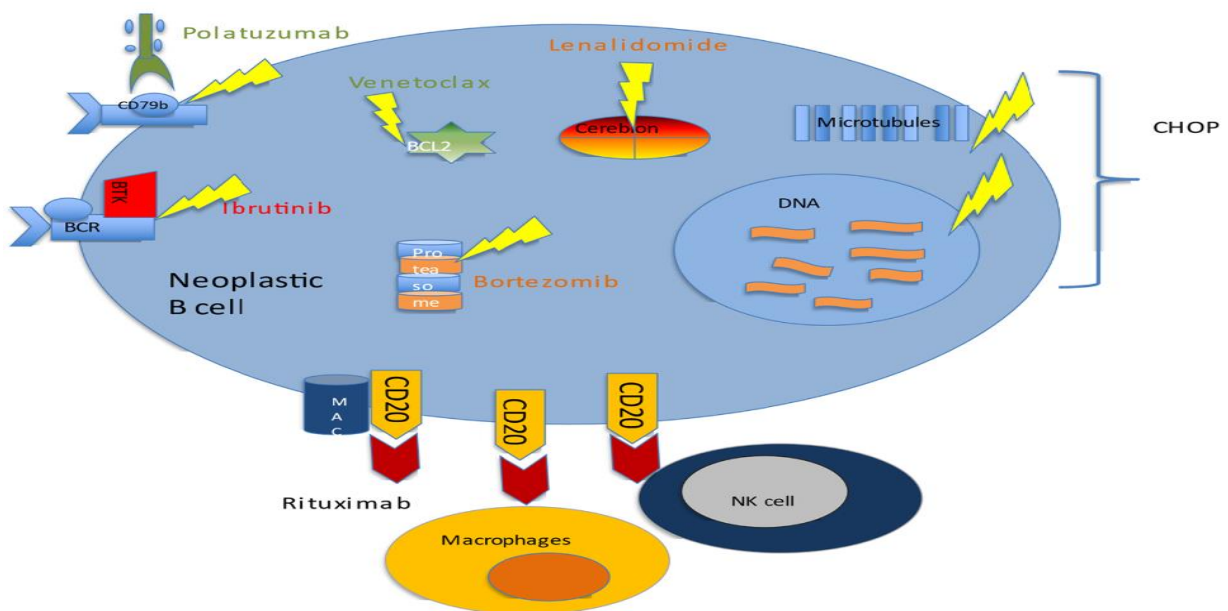 Polatuzumab
Lenalidomide
CD79b
Venetoclax
Cerebion
Microtubules
CHOP
BCL2
BTK
Ibrutinib
BCR
DNA
Pro
tea
so
me
Bortezomib
Neoplastic
B cell
M
A
C
CD20
CD20
CD20
Rituximab
NK cell
Macrophages